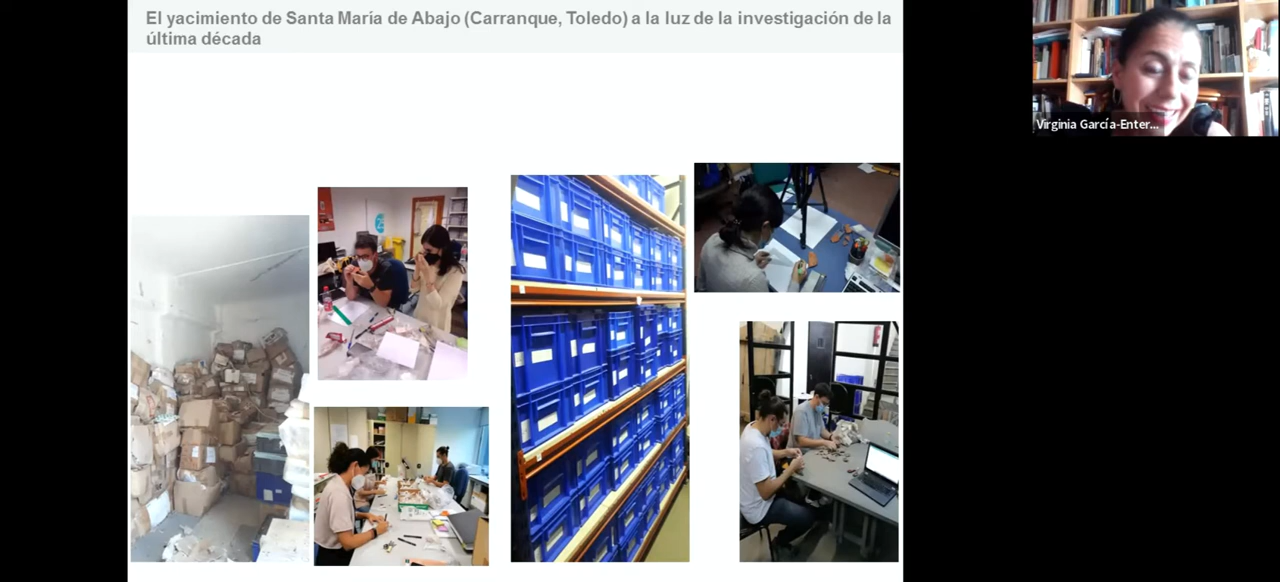 El yacimiento de Santa María de Abajo (Carranque, Toledo) a la luz de la investigación de la
última década
Virginia García-Enter...